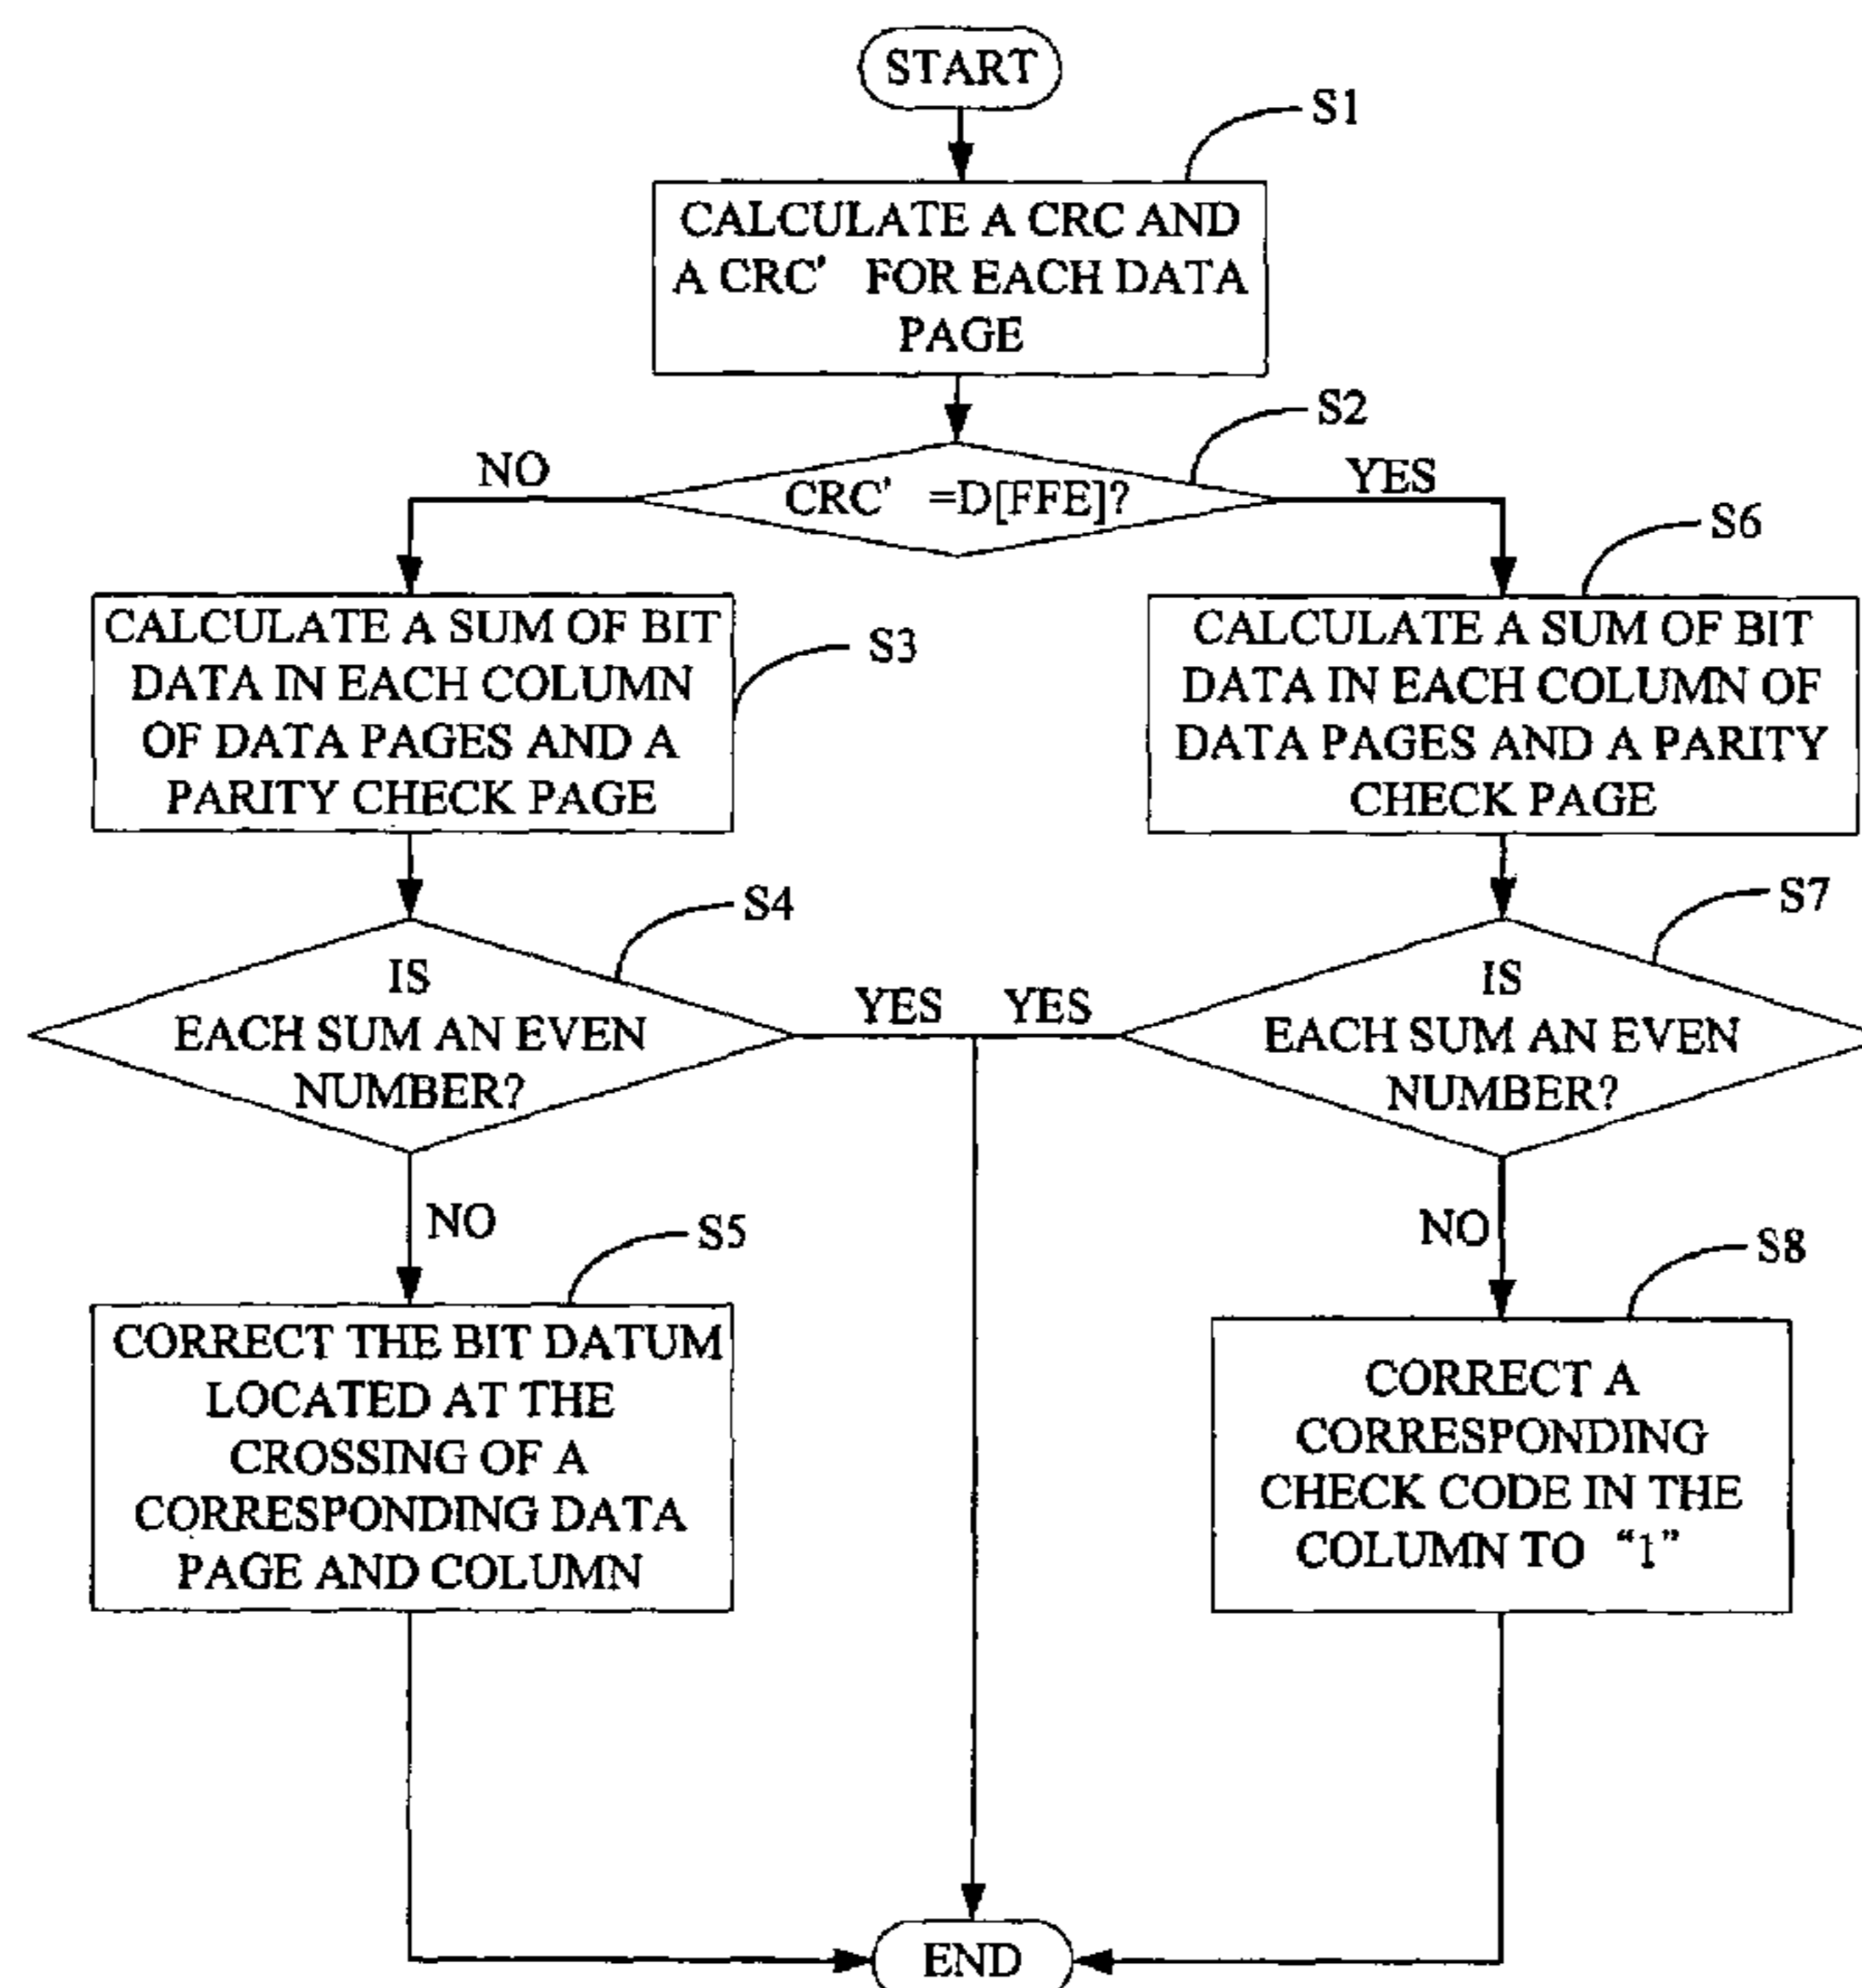 START
S1
CALCULATE A CRC AND
A CRC' FOR EACH DATA
PAGE
S2
NO
CRC' =D[FFE]?
YES
S6
CALCULATE A SUM OF BIT
DATA IN EACH COLUMN
OF DATA PAGES AND A
PARITY CHECK PAGE
S3
CALCULATE A SUM OF BIT
DATA IN EACH COLUMN OF
DATA PAGES AND A PARITY
CHECK PAGE
S4
S7
IS
EACH SUM AN EVEN
NUMBER?
YES
YES
IS
EACH SUM AN EVEN
NUMBER?
NO
NO
S5
S8
CORRECT THE BIT DATUM
LOCATED AT THE
CROSSING OF A
CORRESPONDING DATA
PAGE AND COLUMN
CORRECT A
CORRESPONDING
CHECK CODE IN THE
COLUMN TO “1”
END